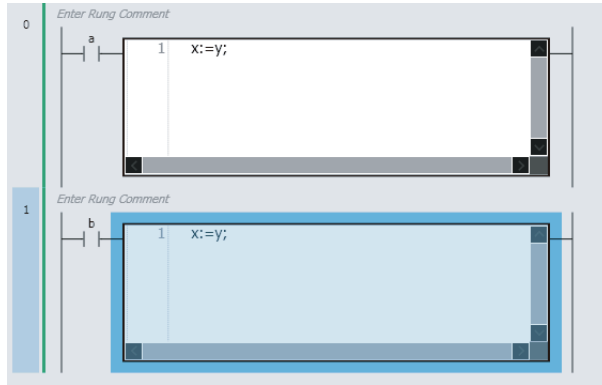 0
Enter Rung Comment
a
1 x:=y;
1
Enter Rung Comment
b
1 x:=y;